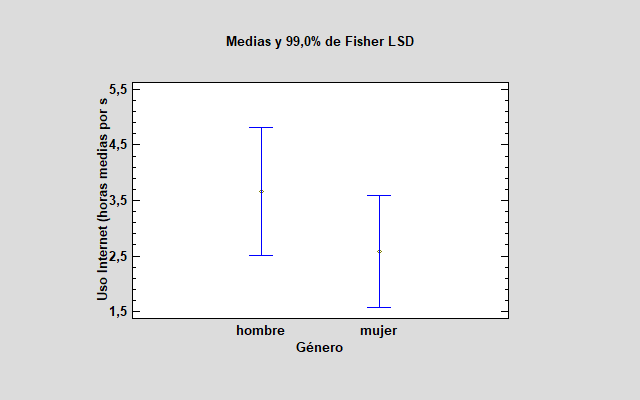 Medias y 99,0% de Fisher LSD
Uso Internet (horas medias por s
5,5
4,5
3,5
2,5
1,5
hombre mujer
Género